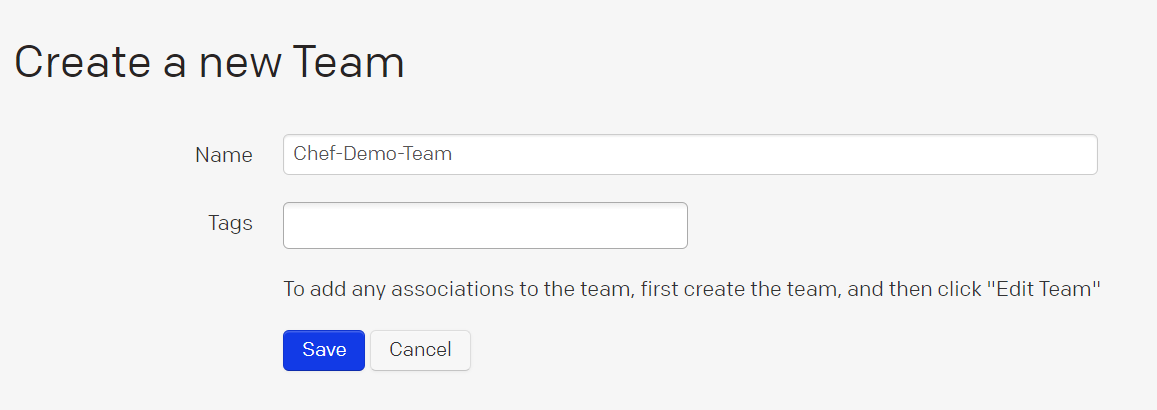 Create a new Team
Name
Chef-Demo-Team
Tags
To add any associations to the team, first create the team, and then click "Edit Team"
Save
Cancel